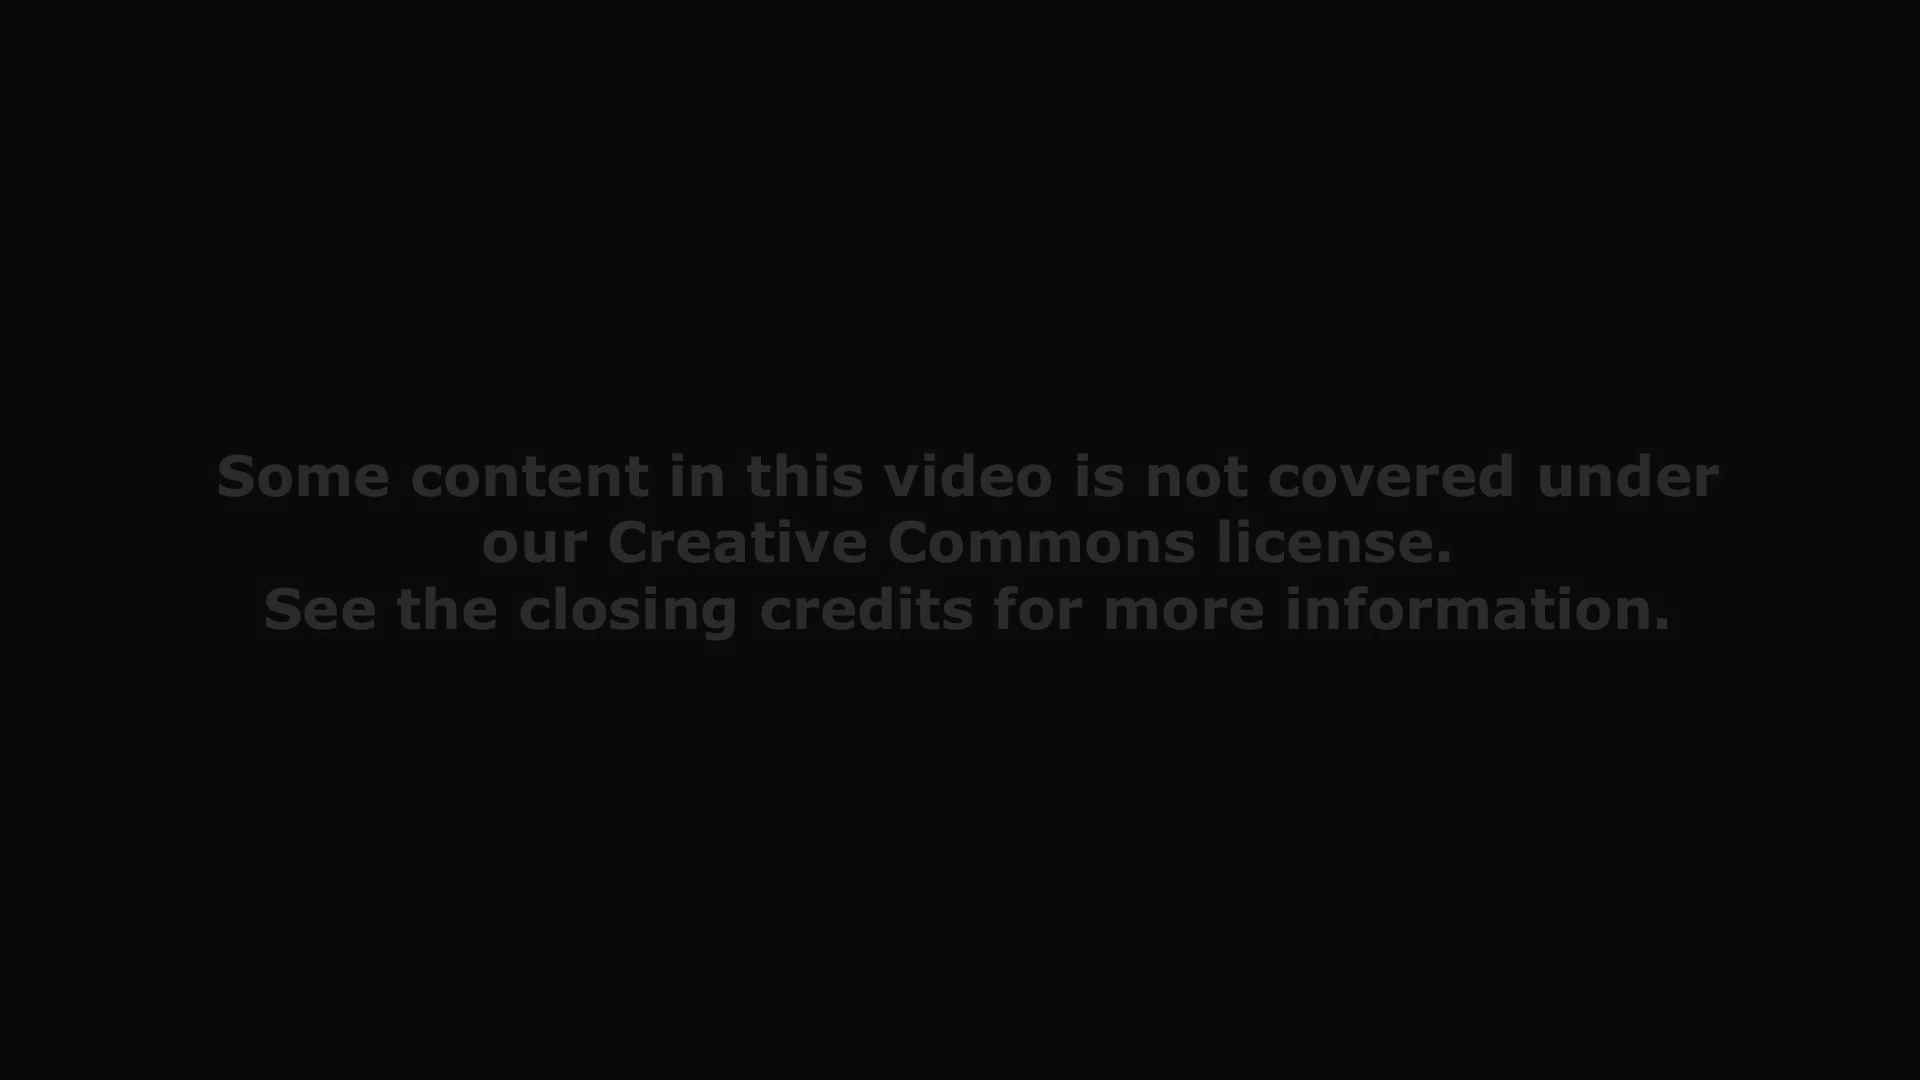 Some content in this video is not covered under
our Creative Commons license.
See the closing credits for more information.